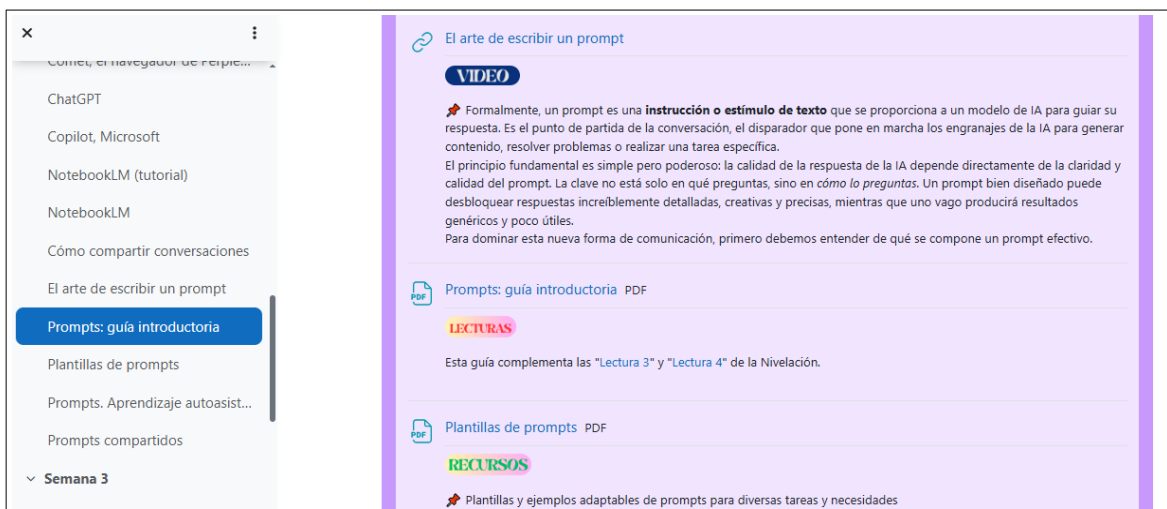 Comet, el navegador de Perple...
ChatGPT
Copilot, Microsoft
NotebookLM (tutorial)
NotebookLM
Cómo compartir conversaciones
El arte de escribir un prompt
Prompts: guía introductoria
Plantillas de prompts
Prompts. Aprendizaje autoasist...
Prompts compartidos
Semana 3
El arte de escribir un prompt
VIDEO
📌 Formalmente, un prompt es una instrucción o estímulo de texto que se proporciona a un modelo de IA para guiar su
respuesta. Es el punto de partida de la conversación, el disparador que pone en marcha los engranajes de la IA para generar
contenido, resolver problemas o realizar una tarea específica.
El principio fundamental es simple pero poderoso: la calidad de la respuesta de la IA depende directamente de la claridad y
calidad del prompt. La clave no está solo en qué preguntas, sino en cómo lo preguntas. Un prompt bien diseñado puede
desbloquear respuestas increíblemente detalladas, creativas y precisas, mientras que uno vago producirá resultados
genéricos y poco útiles.
Para dominar esta nueva forma de comunicación, primero debemos entender de qué se compone un prompt efectivo.
PDF
Prompts: guía introductoria PDF
LECTURAS
Esta guía complementa las "Lectura 3" y "Lectura 4" de la Nivelación.
PDF
Plantillas de prompts PDF
RECURSOS
📌 Plantillas y ejemplos adaptables de prompts para diversas tareas y necesidades